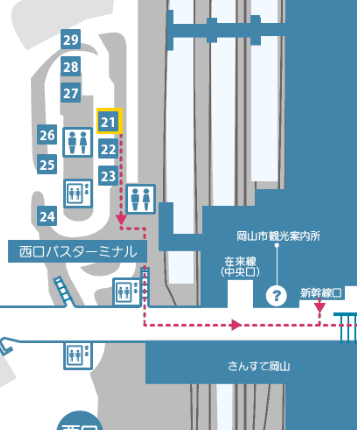 29
28
27
21
26
22
25
23
24
西口バスターミナル
岡山市観光案内所
在来線
(中央口)
?
新幹線口
さんすて岡山
西口